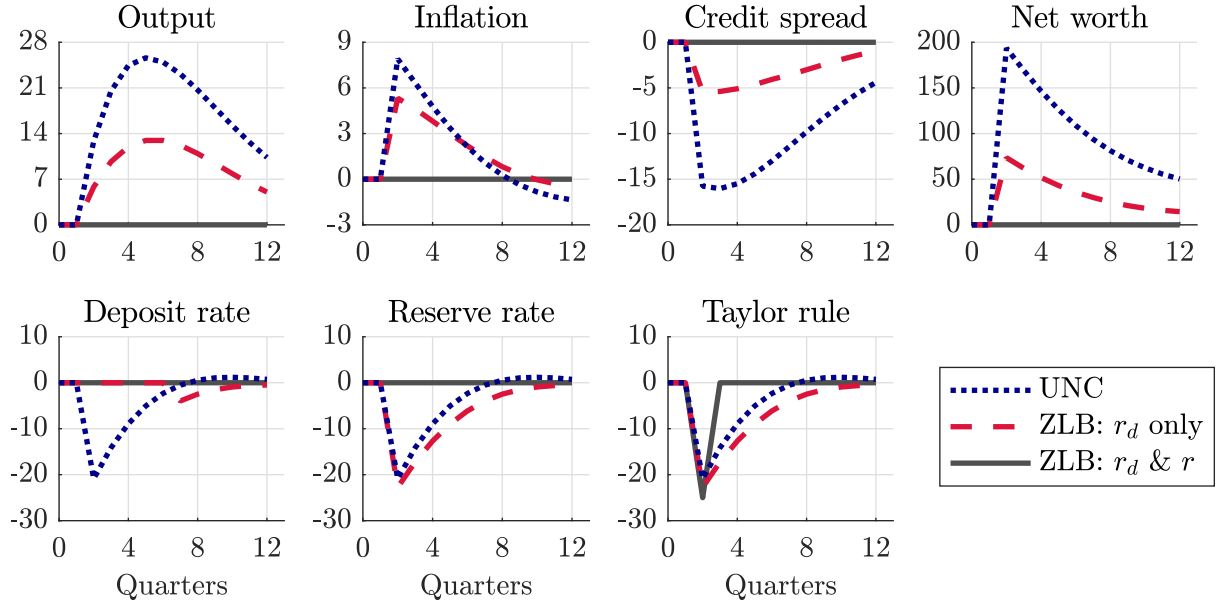 Output
28
21
14
7
0
0 4 8 12
Inflation
9
6
3
0
-3
0 4 8 12
Credit spread
0
-5
-10
-15
-20
0 4 8 12
Net worth
200
150
100
50
0
0 4 8 12
Deposit rate
10
0
-10
-20
-30
0 4 8 12
Quarters
Reserve rate
10
0
-10
-20
-30
0 4 8 12
Quarters
Taylor rule
10
0
-10
-20
-30
0 4 8 12
Quarters
UNC
ZLB: r_d only
ZLB: r_d & r